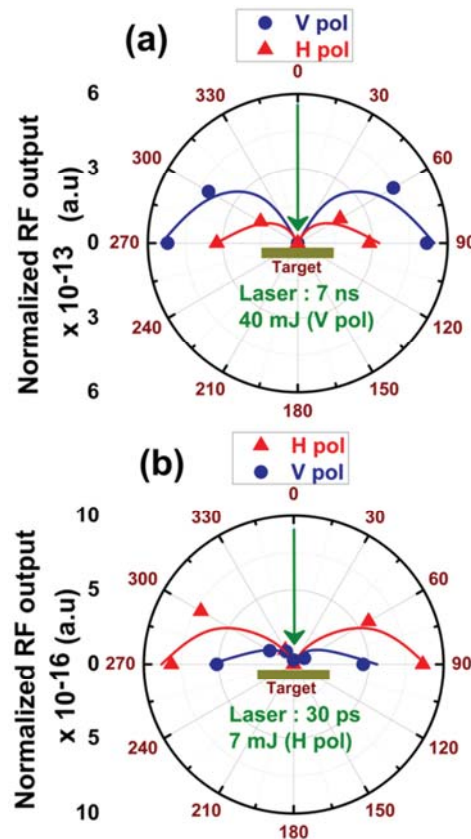 (a)
V pol
H pol
0
30
60
90
120
150
180
210
240
270
300
330
6
3
0
3
6
Normalized RF output
x 10-13 (a.u)
Target
Laser : 7 ns
40 mJ (V pol)
(b)
H pol
V pol
0
30
60
90
120
150
180
210
240
270
300
330
10
5
0
5
10
Normalized RF output
x 10-16 (a.u)
Target
Laser : 30 ps
7 mJ (H pol)